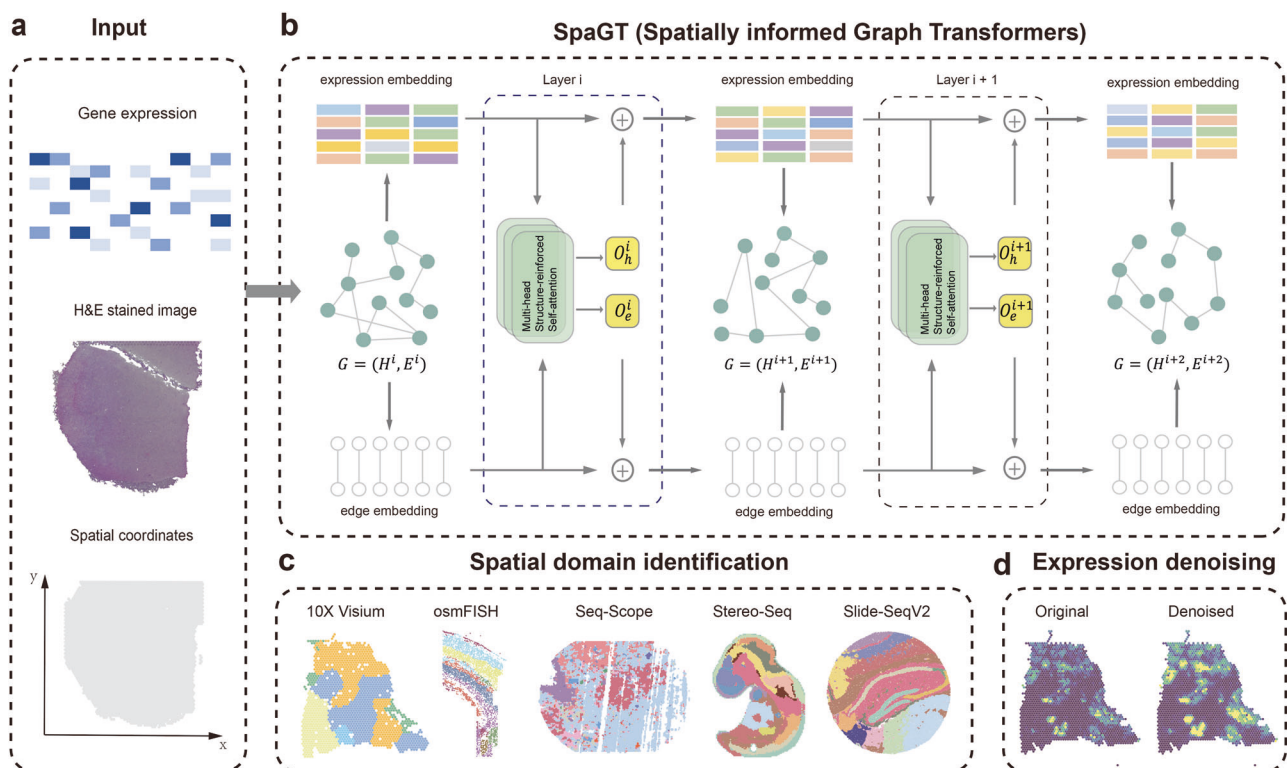 a
Input
Gene expression
H&E stained image
Spatial coordinates
y
x
b
SpaGT (Spatially informed Graph Transformers)
expression embedding
Layer i
expression embedding
Layer i + 1
expression embedding
+
+
Multi-head
Structure-reinforced
Self-attention
O_h^i
O_e^i
Multi-head
Structure-reinforced
Self-attention
O_h^{i+1}
O_e^{i+1}
G = (H^i, E^i)
G = (H^{i+1}, E^{i+1})
G = (H^{i+2}, E^{i+2})
+
+
edge embedding
edge embedding
edge embedding
c
Spatial domain identification
10X Visium
osmFISH
Seq-Scope
Stereo-Seq
Slide-SeqV2
d
Expression denoising
Original
Denoised